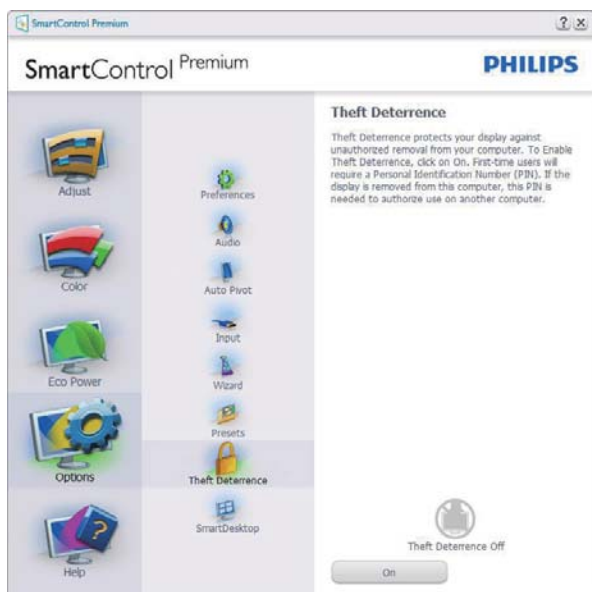 SmartControl Premium
SmartControl Premium
PHILIPS
Adjust
Color
Eco Power
Options
Help
Preferences
Audio
Auto Pivot
Input
Wizard
Presets
Theft Deterrence
SmartDesktop
Theft Deterrence
Theft Deterrence protects your display against
unauthorized removal from your computer. To Enable
Theft Deterrence, click on On. First-time users will
require a Personal Identification Number (PIN). If the
display is removed from this computer, this PIN is
needed to authorize use on another computer.
Theft Deterrence Off
On